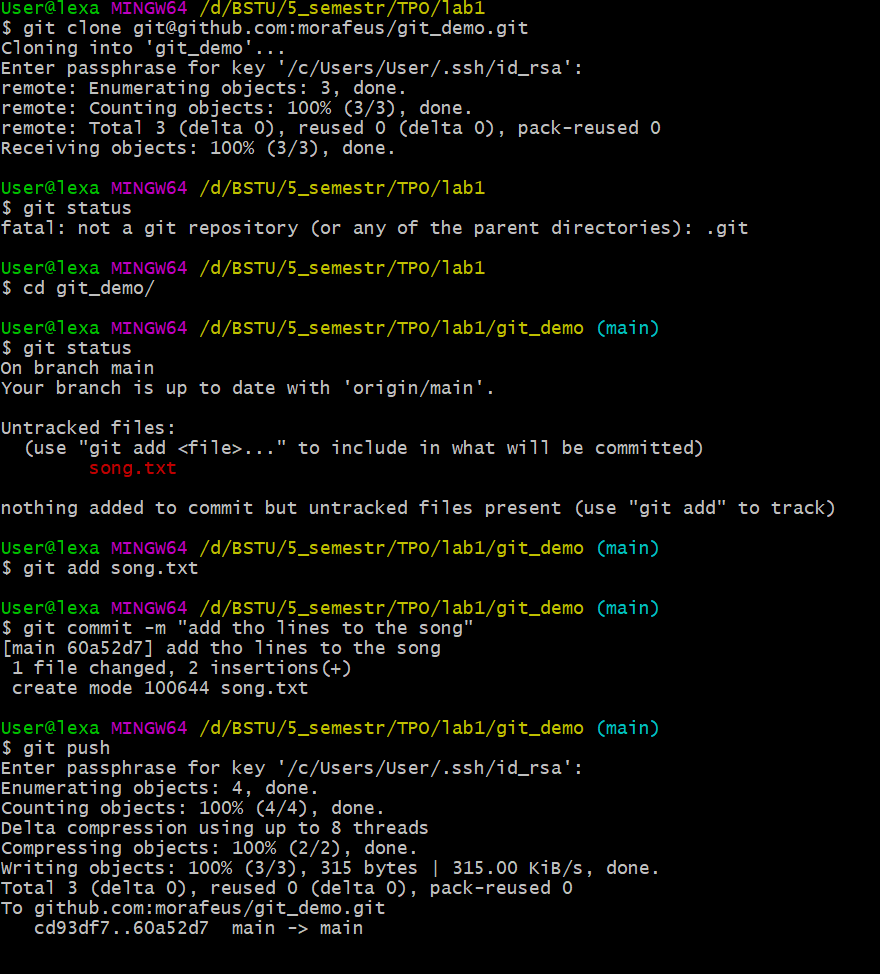 User@lexa MINGW64 /d/BSTU/5_semestr/TPO/lab1
$ git clone git@github.com:morafeus/git_demo.git
Cloning into 'git_demo'...
Enter passphrase for key '/c/Users/User/.ssh/id_rsa':
remote: Enumerating objects: 3, done.
remote: Counting objects: 100% (3/3), done.
remote: Total 3 (delta 0), reused 0 (delta 0), pack-reused 0
Receiving objects: 100% (3/3), done.

User@lexa MINGW64 /d/BSTU/5_semestr/TPO/lab1
$ git status
fatal: not a git repository (or any of the parent directories): .git

User@lexa MINGW64 /d/BSTU/5_semestr/TPO/lab1
$ cd git_demo/

User@lexa MINGW64 /d/BSTU/5_semestr/TPO/lab1/git_demo (main)
$ git status
On branch main
Your branch is up to date with 'origin/main'.

Untracked files:
  (use "git add <file>..." to include in what will be committed)
        song.txt

nothing added to commit but untracked files present (use "git add" to track)

User@lexa MINGW64 /d/BSTU/5_semestr/TPO/lab1/git_demo (main)
$ git add song.txt

User@lexa MINGW64 /d/BSTU/5_semestr/TPO/lab1/git_demo (main)
$ git commit -m "add tho lines to the song"
[main 60a52d7] add tho lines to the song
 1 file changed, 2 insertions(+)
 create mode 100644 song.txt

User@lexa MINGW64 /d/BSTU/5_semestr/TPO/lab1/git_demo (main)
$ git push
Enter passphrase for key '/c/Users/User/.ssh/id_rsa':
Enumerating objects: 4, done.
Counting objects: 100% (4/4), done.
Delta compression using up to 8 threads
Compressing objects: 100% (2/2), done.
Writing objects: 100% (3/3), 315 bytes | 315.00 KiB/s, done.
Total 3 (delta 0), reused 0 (delta 0), pack-reused 0
To github.com:morafeus/git_demo.git
   cd93df7..60a52d7  main -> main